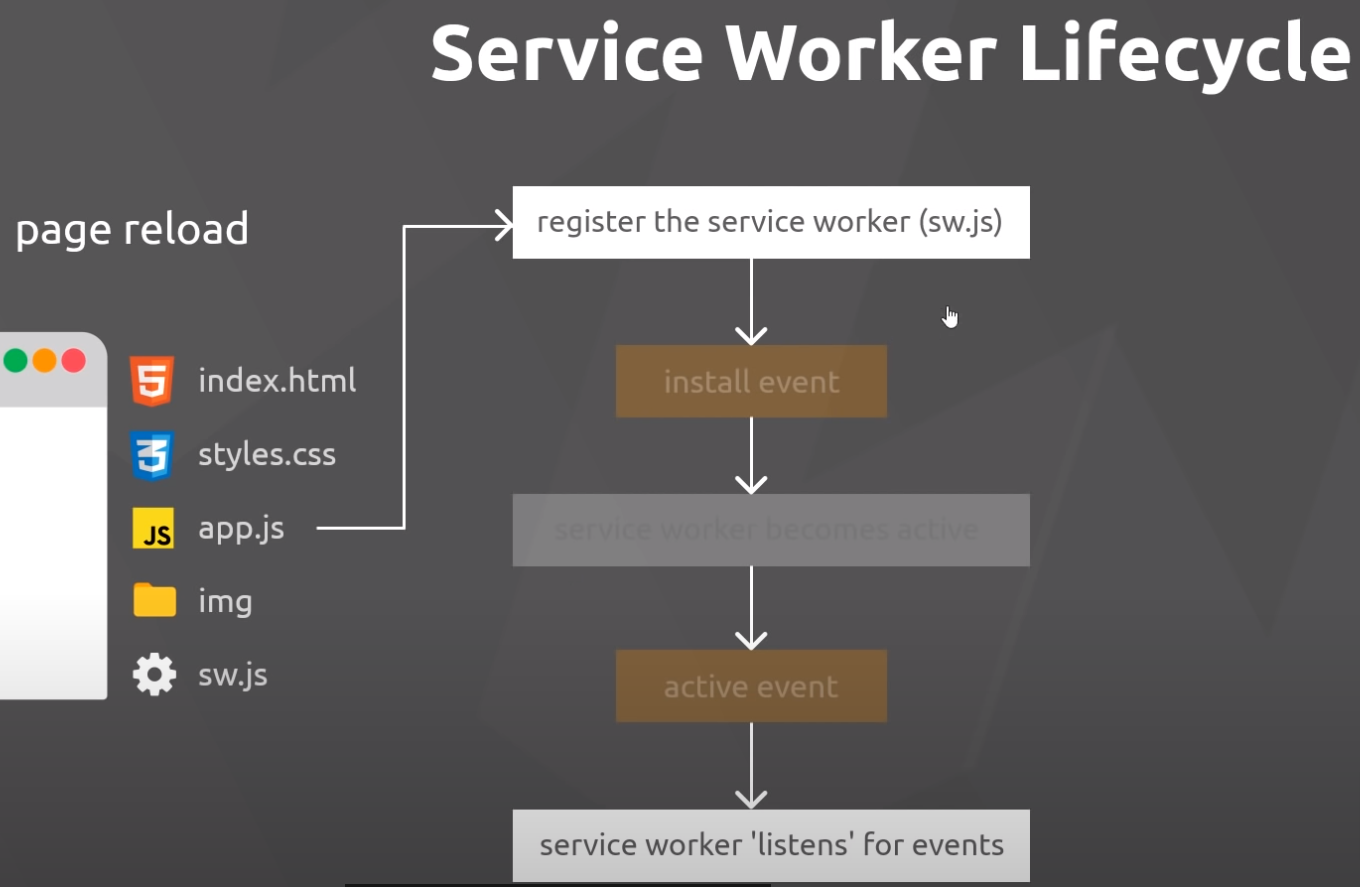 Service Worker Lifecycle
page reload
register the service worker (sw.js)
install event
index.html
styles.css
service worker becomes active
JS app.js
img
sw.js
active event
service worker 'listens' for events